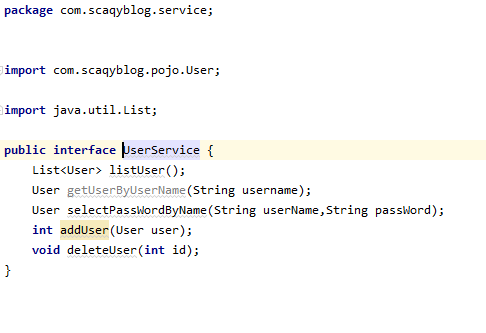 package com.scaqyblog.service;
import com.scaqyblog.pojo.User;
import java.util.List;
public interface UserService {
List<User> listUser();
User getUserByUserName(String username);
User selectPassWordByName(String userName,String passWord);
int addUser(User user);
void deleteUser(int id);
}